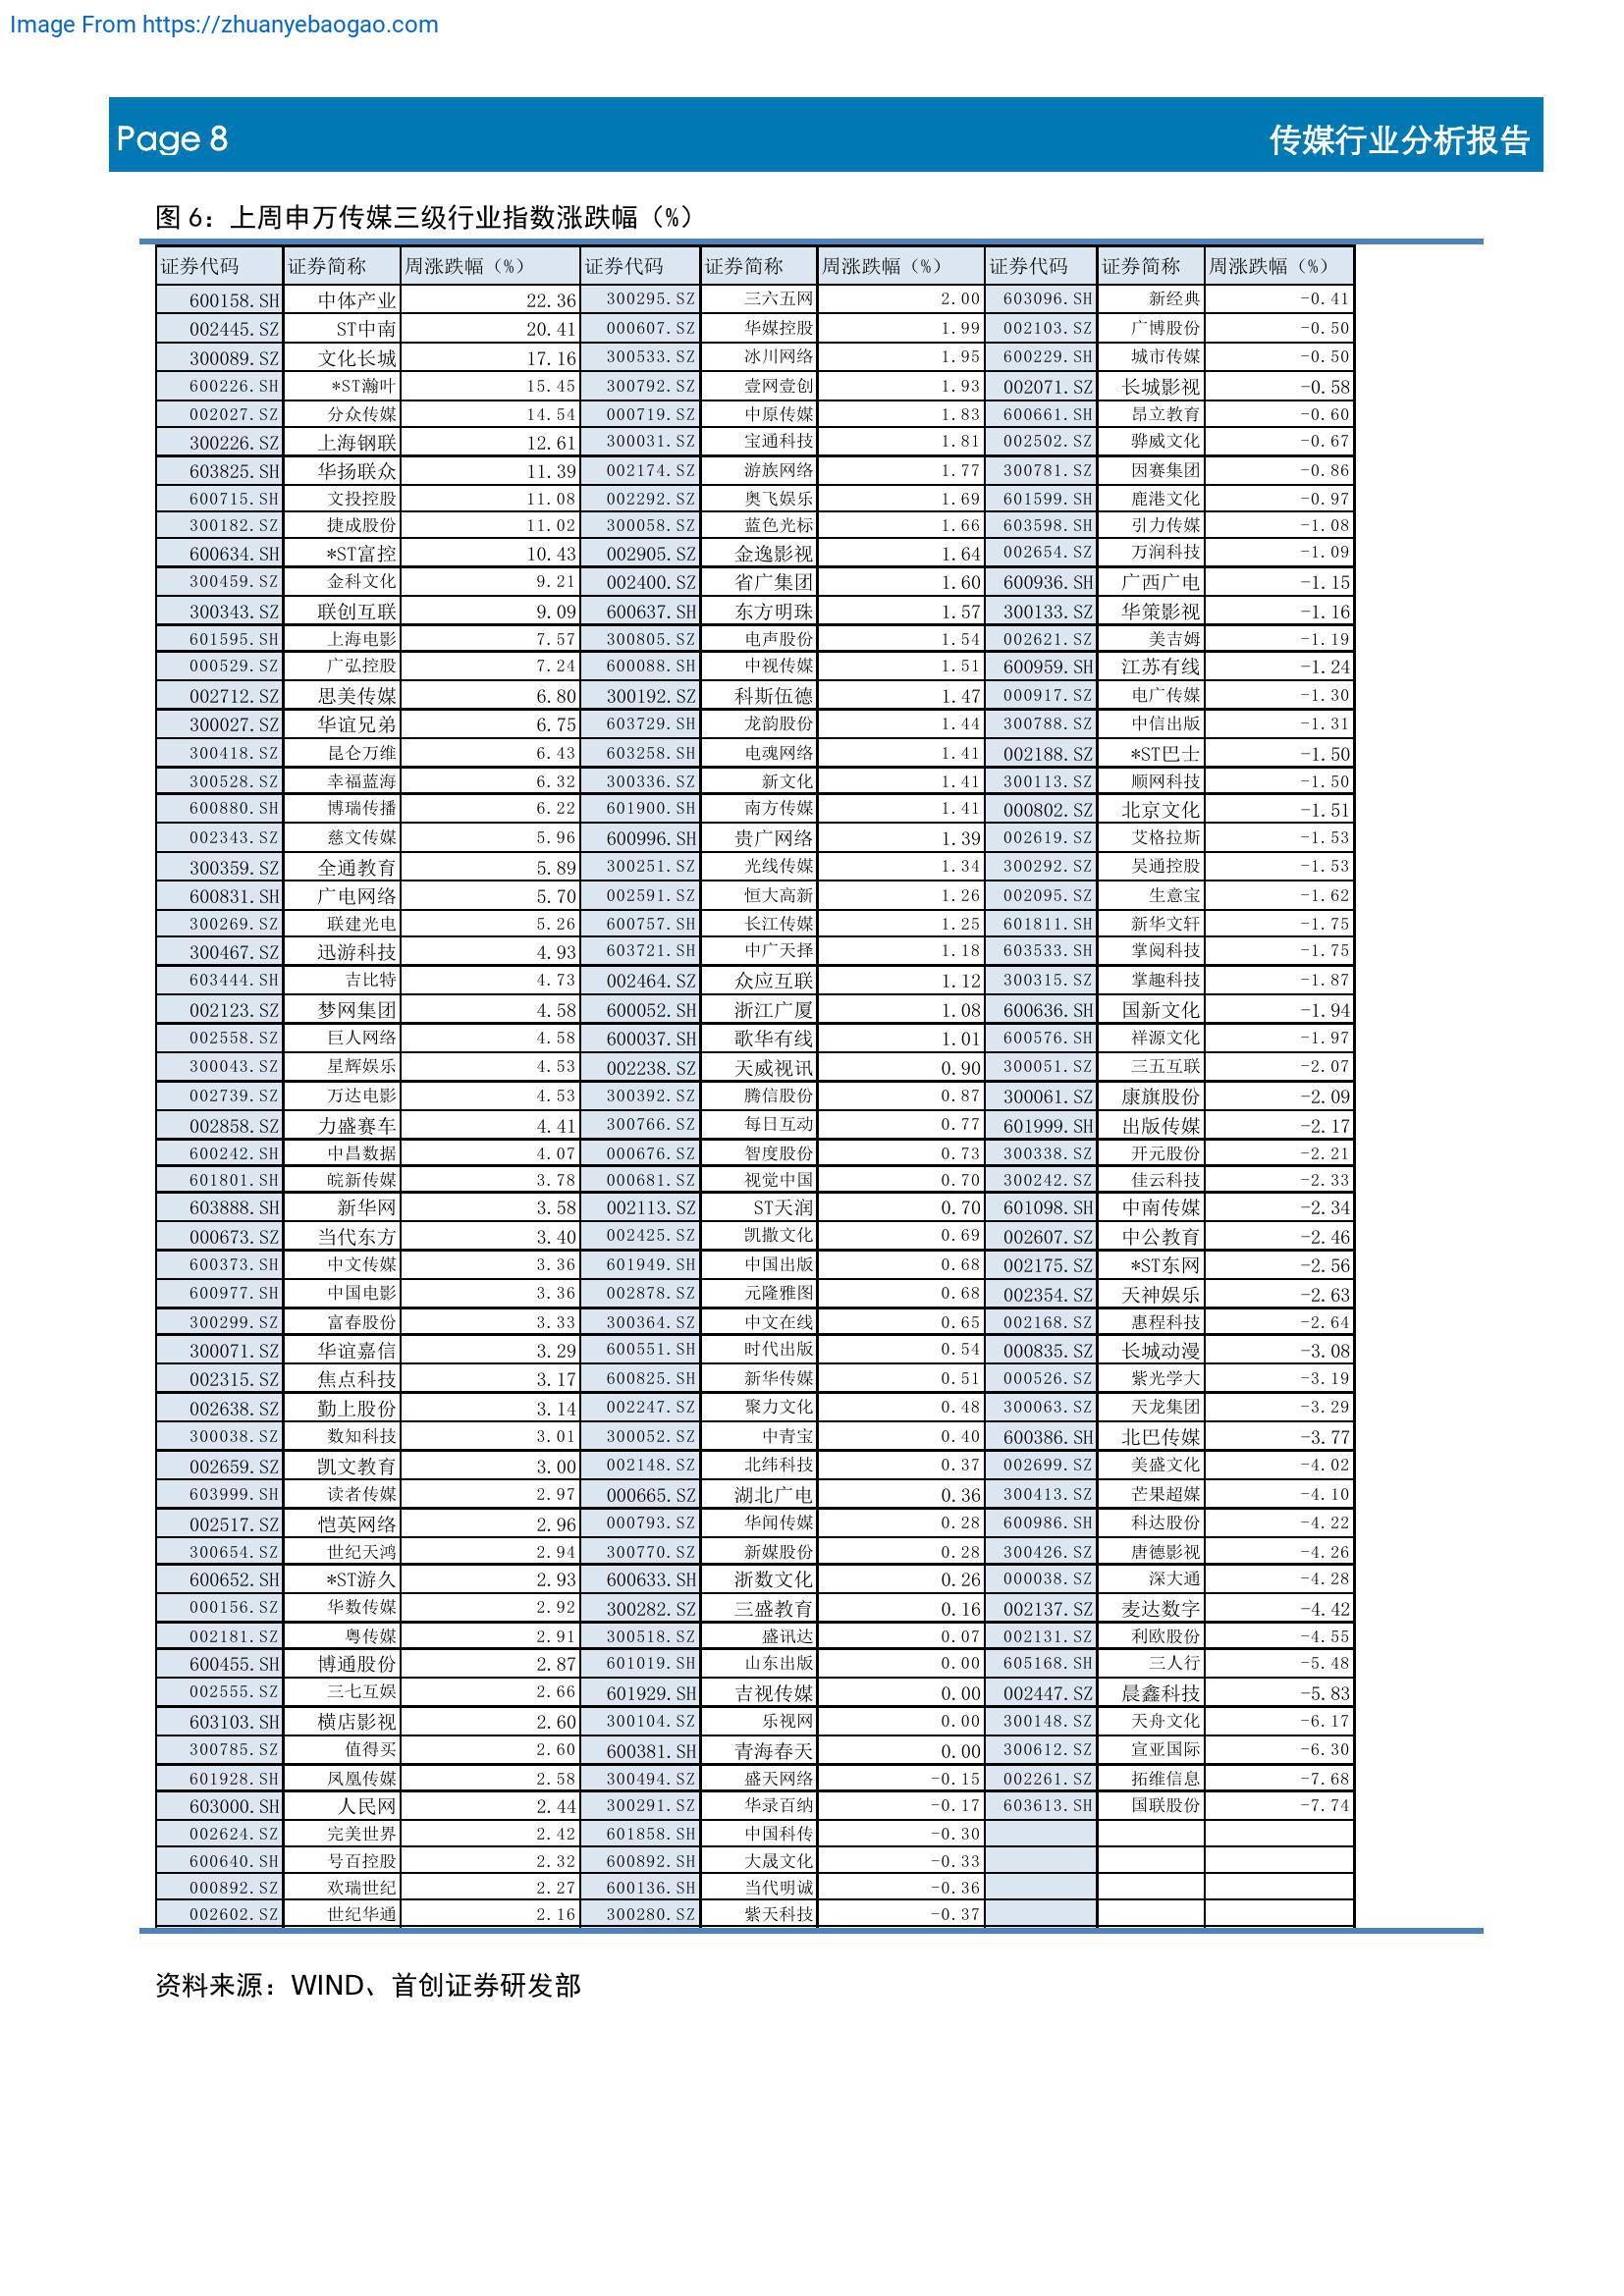 Image From https://zhuanyebaogao.com
Page 8 传媒行业分析报告
图 6：上周申万传媒三级行业指数涨跌幅（%）
证券代码 证券简称 周涨跌幅（%） 证券代码 证券简称 周涨跌幅（%） 证券代码 证券简称 周涨跌幅（%）
600158.SH 中体产业 22.36 300295.SZ 三六五网 2.00 603096.SH 新经典 -0.41
002445.SZ ST中南 20.41 000607.SZ 华媒控股 1.99 002103.SZ 广博股份 -0.50
300089.SZ 文化长城 17.16 300533.SZ 冰川网络 1.95 600229.SH 城市传媒 -0.50
600226.SH *ST瀚叶 15.45 300792.SZ 壹网壹创 1.93 002071.SZ 长城影视 -0.58
002027.SZ 分众传媒 14.54 000719.SZ 中原传媒 1.83 600661.SH 昂立教育 -0.60
300226.SZ 上海钢联 12.61 300031.SZ 宝通科技 1.81 002502.SZ 骅威文化 -0.67
603825.SH 华扬联众 11.39 002174.SZ 游族网络 1.77 300781.SZ 因赛集团 -0.86
600715.SH 文投控股 11.08 002292.SZ 奥飞娱乐 1.69 601599.SH 鹿港文化 -0.97
300182.SZ 捷成股份 11.02 300058.SZ 蓝色光标 1.66 603598.SH 引力传媒 -1.08
600634.SH *ST富控 10.43 002905.SZ 金逸影视 1.64 002654.SZ 万润科技 -1.09
300459.SZ 金科文化 9.21 002400.SZ 省广集团 1.60 600936.SH 广西广电 -1.15
300343.SZ 联创互联 9.09 600637.SH 东方明珠 1.57 300133.SZ 华策影视 -1.16
601595.SH 上海电影 7.57 300805.SZ 电声股份 1.54 002621.SZ 美吉姆 -1.19
000529.SZ 广弘控股 7.24 600088.SH 中视传媒 1.51 600959.SH 江苏有线 -1.24
002712.SZ 思美传媒 6.80 300192.SZ 科斯伍德 1.47 000917.SZ 电广传媒 -1.30
300027.SZ 华谊兄弟 6.75 603729.SH 龙韵股份 1.44 300788.SZ 中信出版 -1.31
300418.SZ 昆仑万维 6.43 603258.SH 电魂网络 1.41 002188.SZ *ST巴士 -1.50
300528.SZ 幸福蓝海 6.32 300336.SZ 新文化 1.41 300113.SZ 顺网科技 -1.50
600880.SH 博瑞传播 6.22 601900.SH 南方传媒 1.41 000802.SZ 北京文化 -1.51
002343.SZ 慈文传媒 5.96 600996.SH 贵广网络 1.39 002619.SZ 艾格拉斯 -1.53
300359.SZ 全通教育 5.89 300251.SZ 光线传媒 1.34 300292.SZ 吴通控股 -1.53
600831.SH 广电网络 5.70 002591.SZ 恒大高新 1.26 002095.SZ 生意宝 -1.62
300269.SZ 联建光电 5.26 600757.SH 长江传媒 1.25 601811.SH 新华文轩 -1.75
300467.SZ 迅游科技 4.93 603721.SH 中广天择 1.18 603533.SH 掌阅科技 -1.75
603444.SH 吉比特 4.73 002464.SZ 众应互联 1.12 300315.SZ 掌趣科技 -1.87
002123.SZ 梦网集团 4.58 600052.SH 浙江广厦 1.08 600636.SH 国新文化 -1.94
002558.SZ 巨人网络 4.58 600037.SH 歌华有线 1.01 600576.SH 祥源文化 -1.97
300043.SZ 星辉娱乐 4.53 002238.SZ 天威视讯 0.90 300051.SZ 三五互联 -2.07
002739.SZ 万达电影 4.53 300392.SZ 腾信股份 0.87 300061.SZ 康旗股份 -2.09
002858.SZ 力盛赛车 4.41 300766.SZ 每日互动 0.77 601999.SH 出版传媒 -2.17
600242.SH 中昌数据 4.07 000676.SZ 智度股份 0.73 300338.SZ 开元股份 -2.21
601801.SH 皖新传媒 3.78 000681.SZ 视觉中国 0.70 300242.SZ 佳云科技 -2.33
603888.SH 新华网 3.58 002113.SZ ST天润 0.70 601098.SH 中南传媒 -2.34
000673.SZ 当代东方 3.40 002425.SZ 凯撒文化 0.69 002607.SZ 中公教育 -2.46
600373.SH 中文传媒 3.36 601949.SH 中国出版 0.68 002175.SZ *ST东网 -2.56
600977.SH 中国电影 3.36 002878.SZ 元隆雅图 0.68 002354.SZ 天神娱乐 -2.63
300299.SZ 富春股份 3.33 300364.SZ 中文在线 0.65 002168.SZ 惠程科技 -2.64
300071.SZ 华谊嘉信 3.29 600551.SH 时代出版 0.54 000835.SZ 长城动漫 -3.08
002315.SZ 焦点科技 3.17 600825.SH 新华传媒 0.51 000526.SZ 紫光学大 -3.19
002638.SZ 勤上股份 3.14 002247.SZ 聚力文化 0.48 300063.SZ 天龙集团 -3.29
300038.SZ 数知科技 3.01 300052.SZ 中青宝 0.40 600386.SH 北巴传媒 -3.77
002659.SZ 凯文教育 3.00 002148.SZ 北纬科技 0.37 002699.SZ 美盛文化 -4.02
603999.SH 读者传媒 2.97 000665.SZ 湖北广电 0.36 300413.SZ 芒果超媒 -4.10
002517.SZ 恺英网络 2.96 000793.SZ 华闻传媒 0.28 600986.SH 科达股份 -4.22
300654.SZ 世纪天鸿 2.94 300770.SZ 新媒股份 0.28 300426.SZ 唐德影视 -4.26
600652.SH *ST游久 2.93 600633.SH 浙数文化 0.26 000038.SZ 深大通 -4.28
000156.SZ 华数传媒 2.92 300282.SZ 三盛教育 0.16 002137.SZ 麦达数字 -4.42
002181.SZ 粤传媒 2.91 300518.SZ 盛讯达 0.07 002131.SZ 利欧股份 -4.55
600455.SH 博通股份 2.87 601019.SH 山东出版 0.00 605168.SH 三人行 -5.48
002555.SZ 三七互娱 2.66 601929.SH 吉视传媒 0.00 002447.SZ 晨鑫科技 -5.83
603103.SH 横店影视 2.60 300104.SZ 乐视网 0.00 300148.SZ 天舟文化 -6.17
300785.SZ 值得买 2.60 600381.SH 青海春天 0.00 300612.SZ 宣亚国际 -6.30
601928.SH 凤凰传媒 2.58 300494.SZ 盛天网络 -0.15 002261.SZ 拓维信息 -7.68
603000.SH 人民网 2.44 300291.SZ 华录百纳 -0.17 603613.SH 国联股份 -7.74
002624.SZ 完美世界 2.42 601858.SH 中国科传 -0.30
600640.SH 号百控股 2.32 600892.SH 大晟文化 -0.33
000892.SZ 欢瑞世纪 2.27 600136.SH 当代明诚 -0.36
002602.SZ 世纪华通 2.16 300280.SZ 紫天科技 -0.37
资料来源：WIND、首创证券研发部